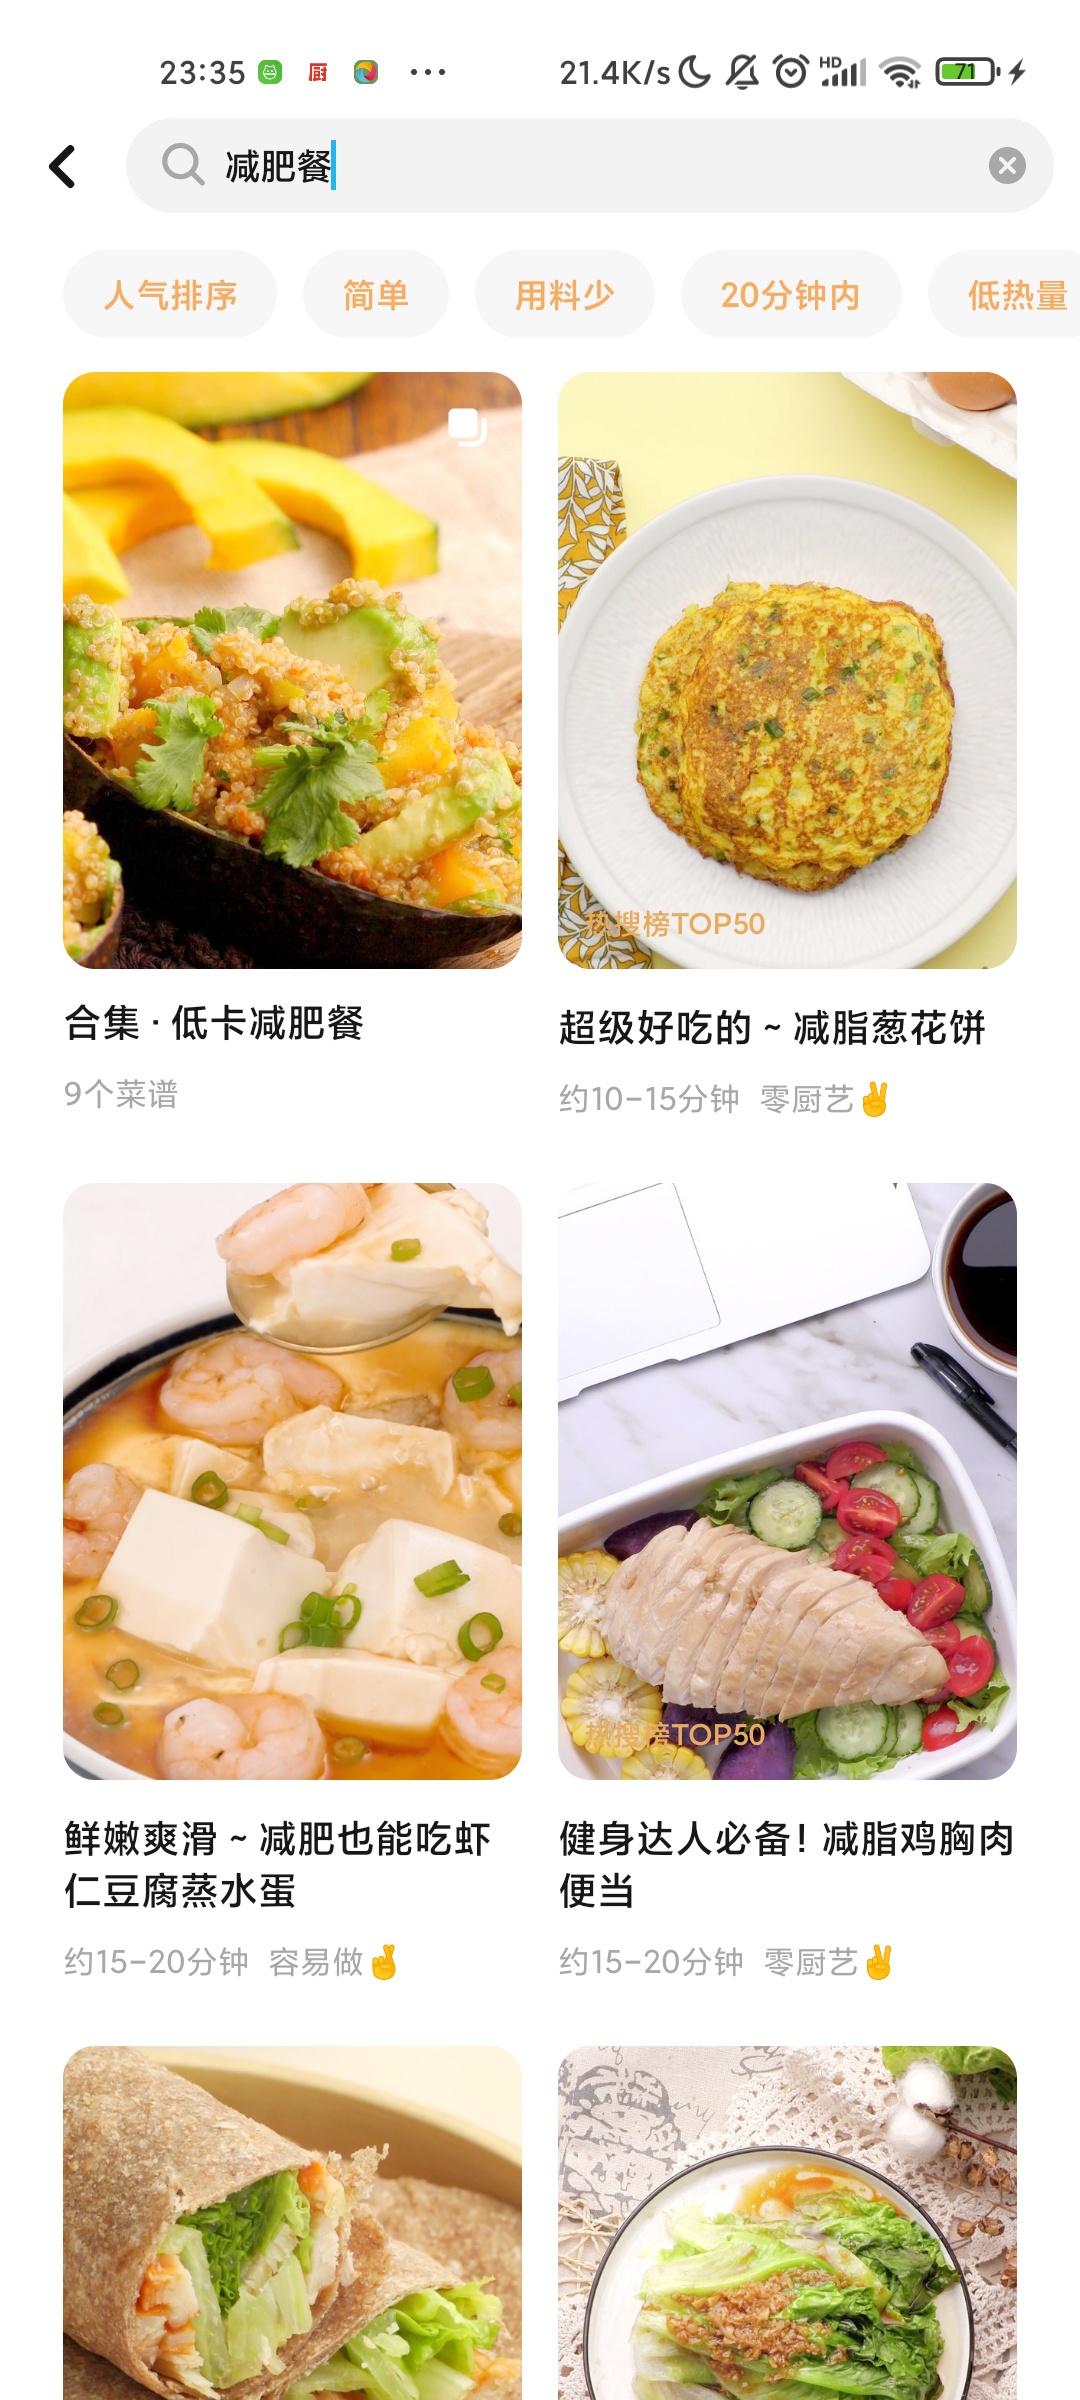 23:35
厨
21.4K/s
HD
71
减肥餐
人气排序
简单
用料少
20分钟内
低热量
热搜榜TOP50
合集 · 低卡减肥餐
9个菜谱
超级好吃的 ~ 减脂葱花饼
约10-15分钟 零厨艺✌️
热搜榜TOP50
鲜嫩爽滑 ~ 减肥也能吃虾
仁豆腐蒸水蛋
约15-20分钟 容易做🤞
健身达人必备！减脂鸡胸肉
便当
约15-20分钟 零厨艺✌️